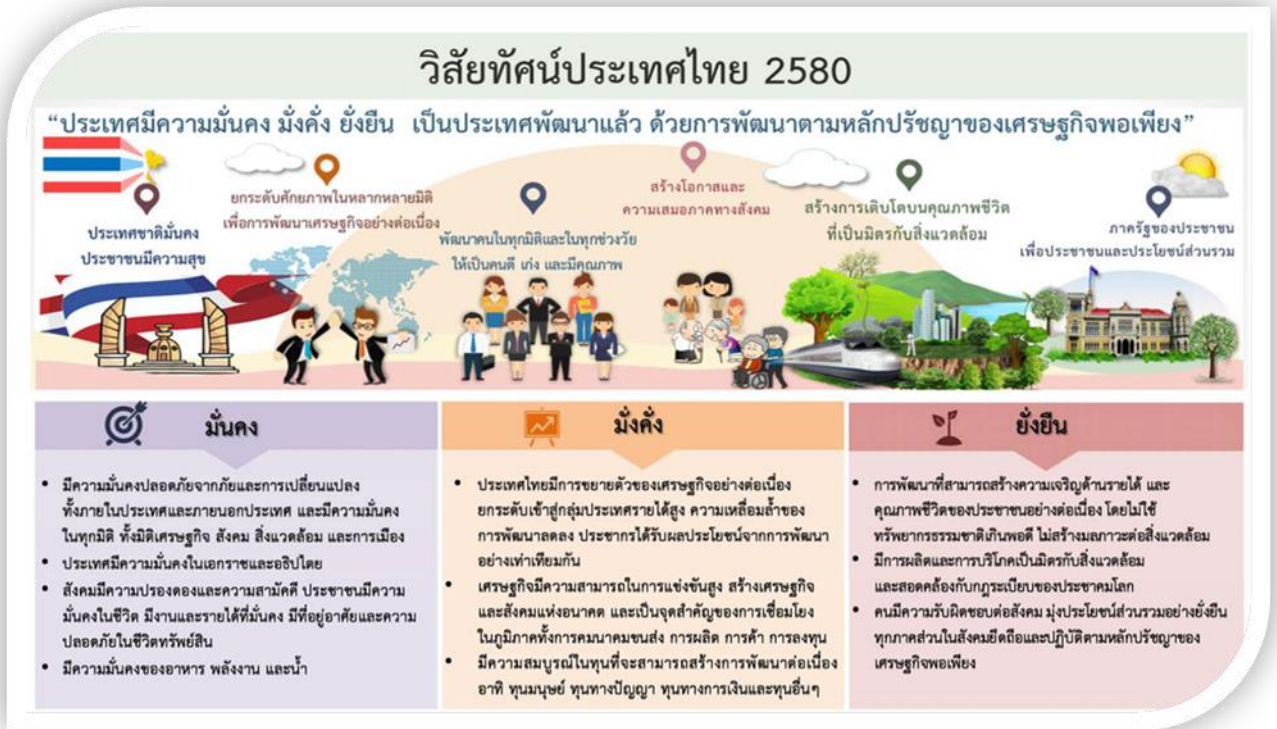 วิสัยทัศน์ประเทศไทย 2580
“ประเทศมีความมั่นคง มั่งคั่ง ยั่งยืน เป็นประเทศพัฒนาแล้ว ด้วยการพัฒนาตามหลักปรัชญาของเศรษฐกิจพอเพียง”
ประเทศชาติมั่นคง
ประชาชนมีความสุข
ยกระดับศักยภาพในหลากหลายมิติ
เพื่อการพัฒนาเศรษฐกิจอย่างต่อเนื่อง
พัฒนาคนในทุกมิติและในทุกช่วงวัย
ให้เป็นคนดี เก่ง และมีคุณภาพ
สร้างโอกาสและ
ความเสมอภาคทางสังคม
สร้างการเติบโตบนคุณภาพชีวิต
ที่เป็นมิตรกับสิ่งแวดล้อม
ภาครัฐของประชาชน
เพื่อประชาชนและประโยชน์ส่วนรวม
มั่นคง
• มีความมั่นคงปลอดภัยจากภัยและการเปลี่ยนแปลง
ทั้งภายในประเทศและภายนอกประเทศ และมีความมั่นคง
ในทุกมิติ ทั้งมิติเศรษฐกิจ สังคม สิ่งแวดล้อม และการเมือง
• ประเทศมีความมั่นคงในเอกราชและอธิปไตย
• สังคมมีความปรองดองและความสามัคคี ประชาชนมีความ
มั่นคงในชีวิต มีงานและรายได้ที่มั่นคง มีที่อยู่อาศัยและความ
ปลอดภัยในชีวิตทรัพย์สิน
• มีความมั่นคงของอาหาร พลังงาน และน้ำ
มั่งคั่ง
• ประเทศไทยมีการขยายตัวของเศรษฐกิจอย่างต่อเนื่อง
ยกระดับเข้าสู่กลุ่มประเทศรายได้สูง ความเหลื่อมล้ำของ
การพัฒนาลดลง ประชากรได้รับผลประโยชน์จากการพัฒนา
อย่างเท่าเทียมกัน
• เศรษฐกิจมีความสามารถในการแข่งขันสูง สร้างเศรษฐกิจ
และสังคมแห่งอนาคต และเป็นจุดสำคัญของการเชื่อมโยง
ในภูมิภาคทั้งการคมนาคมขนส่ง การผลิต การค้า การลงทุน
• มีความสมบูรณ์ในทุนที่จะสามารถสร้างการพัฒนาต่อเนื่อง
อาทิ ทุนมนุษย์ ทุนทางปัญญา ทุนทางการเงินและทุนอื่นๆ
ยั่งยืน
• การพัฒนาที่สามารถสร้างความเจริญด้านรายได้ และ
คุณภาพชีวิตของประชาชนอย่างต่อเนื่อง โดยไม่ใช้
ทรัพยากรธรรมชาติเกินพอดี ไม่สร้างมลภาวะต่อสิ่งแวดล้อม
• มีการผลิตและการบริโภคเป็นมิตรกับสิ่งแวดล้อม
และสอดคล้องกับกฎระเบียบของประชาคมโลก
• คนมีความรับผิดชอบต่อสังคม มุ่งประโยชน์ส่วนรวมอย่างยั่งยืน
ทุกภาคส่วนในสังคมยึดถือและปฏิบัติตามหลักปรัชญาของ
เศรษฐกิจพอเพียง